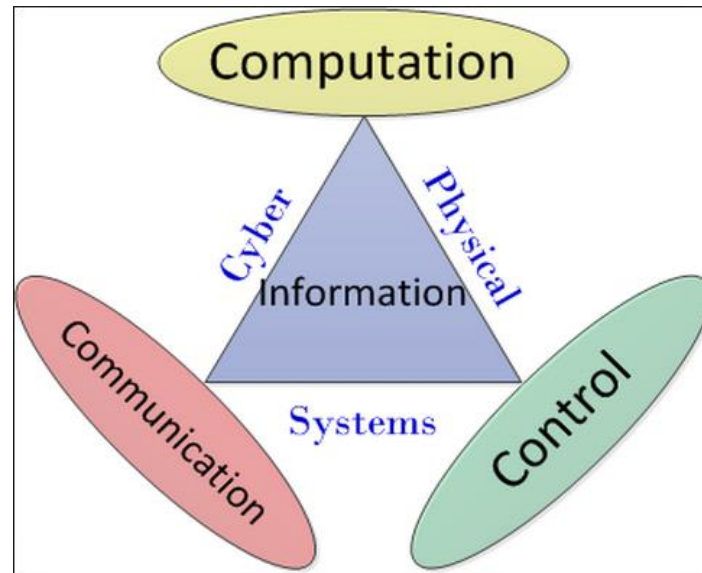 Computation
Cyber
Physical
Information
Communication
Systems
Control